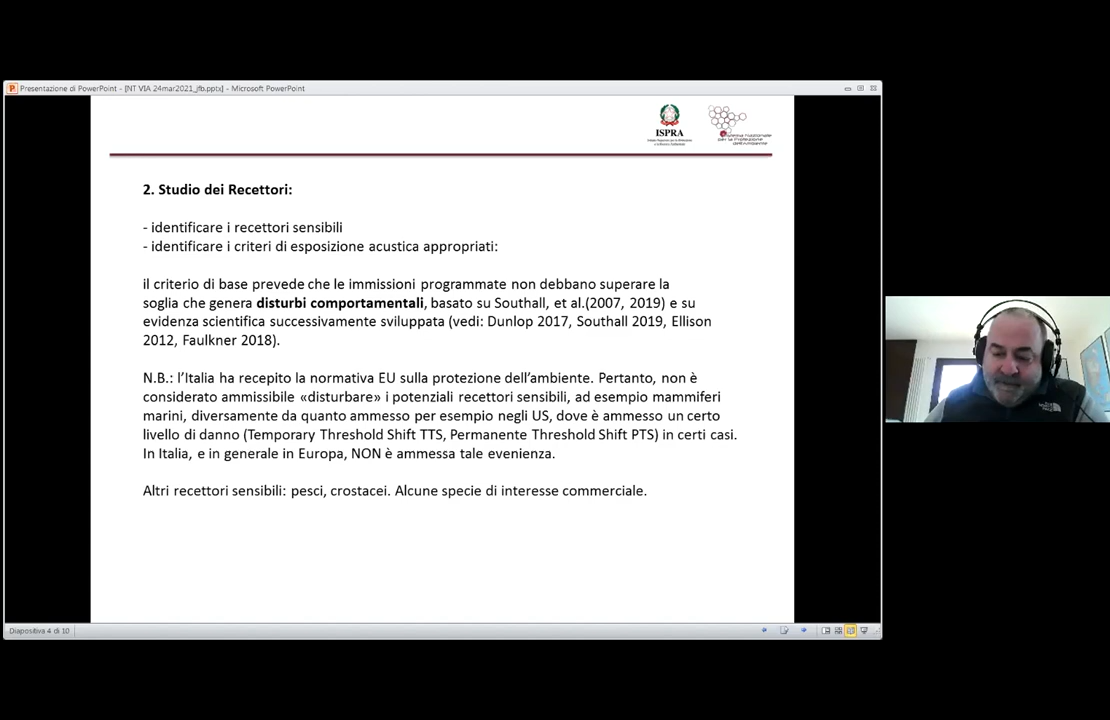 Presentazione di PowerPoint - [NT VIA 24mar2021_jfo.pptx] - Microsoft PowerPoint
ISPRA
2. Studio dei Recettori:
- identificare i recettori sensibili
- identificare i criteri di esposizione acustica appropriati:
il criterio di base prevede che le immissioni programmate non debbano superare la
soglia che genera disturbi comportamentali, basato su Southall, et al.(2007, 2019) e su
evidenza scientifica successivamente sviluppata (vedi: Dunlop 2017, Southall 2019, Ellison
2012, Faulkner 2018).
N.B.: l’Italia ha recepito la normativa EU sulla protezione dell’ambiente. Pertanto, non è
considerato ammissibile «disturbare» i potenziali recettori sensibili, ad esempio mammiferi
marini, diversamente da quanto ammesso per esempio negli US, dove è ammesso un certo
livello di danno (Temporary Threshold Shift TTS, Permanente Threshold Shift PTS) in certi casi.
In Italia, e in generale in Europa, NON è ammessa tale evenienza.
Altri recettori sensibili: pesci, crostacei. Alcune specie di interesse commerciale.
Diapositiva 4 di 10